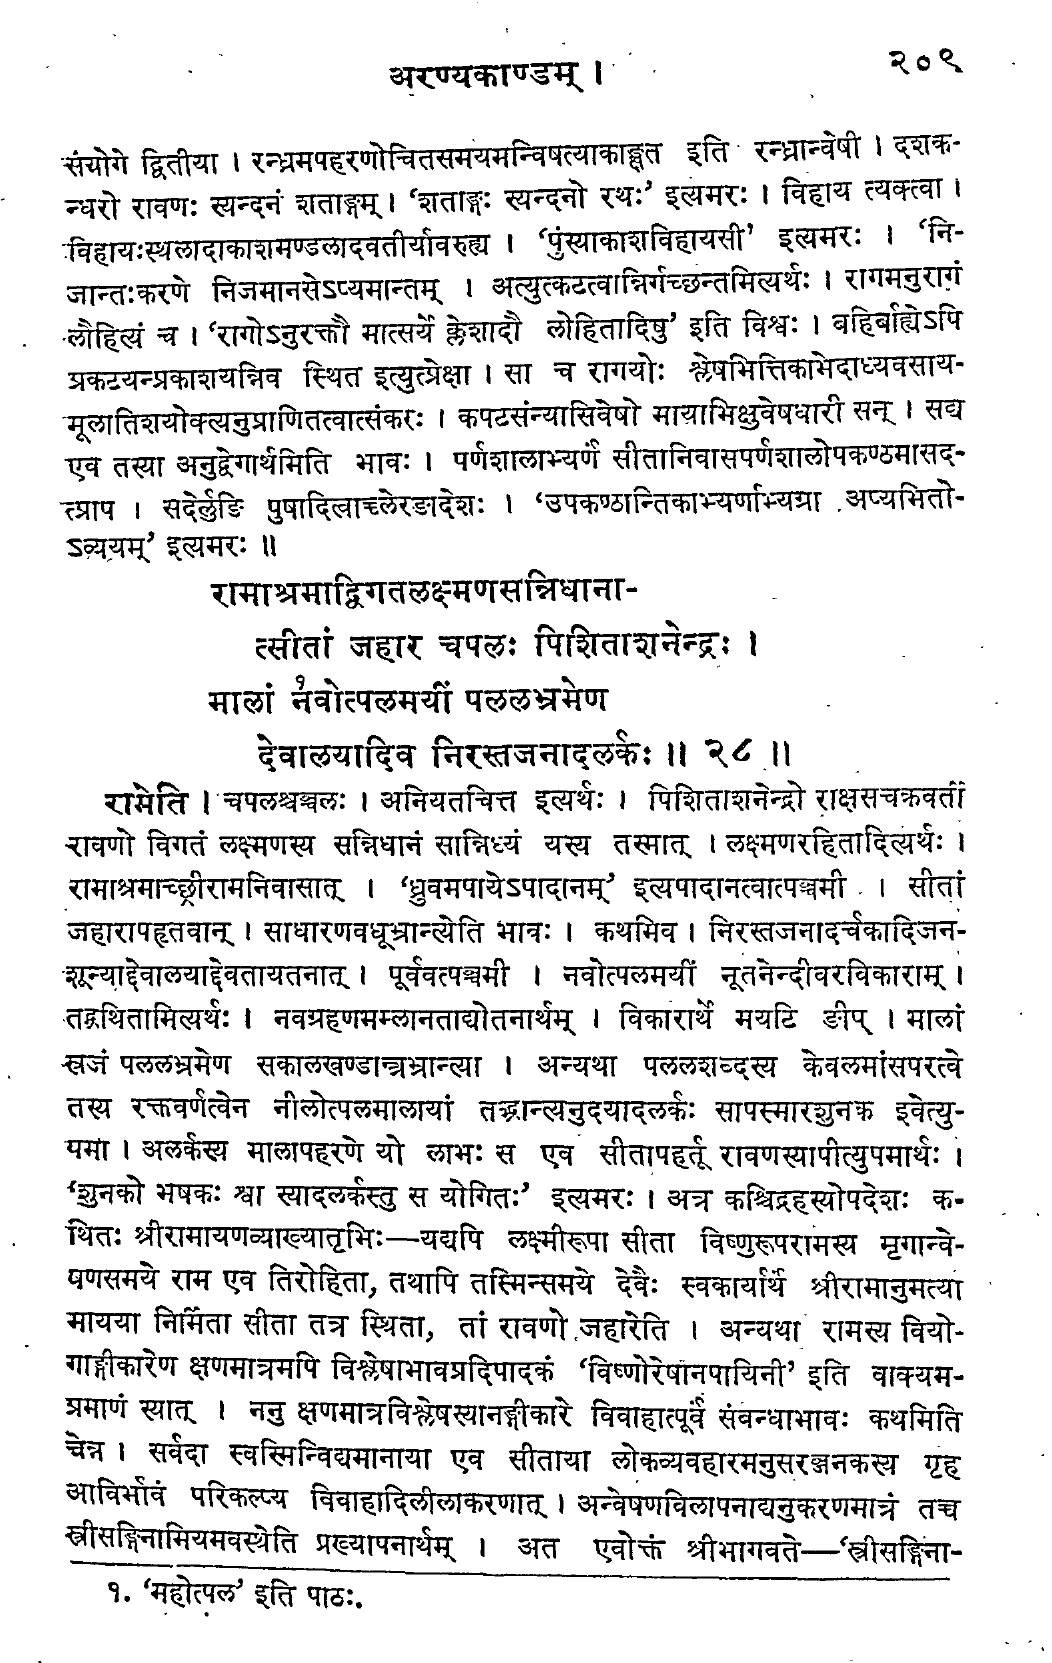 अरण्यकाण्डम् । २०९
संयोगे द्वितीया । रन्ध्रमपहरणोचितसमयमन्विषत्याकाङ्क्षत इति रन्ध्रान्वेषी । दशक-
न्धरो रावणः स्यन्दनं शताङ्गम् । ‘शताङ्गः स्यन्दनो रथः’ इत्यमरः । विहाय त्यक्त्वा ।
विहायःस्थलादाकाशमण्डलादवतीर्यावरुह्य । ‘पुंस्याकाशविहायसी’ इत्यमरः । ‘नि-
जान्तःकरणे निजमानसेऽप्यमान्तम् । अत्युत्कटत्वान्निर्गच्छन्तमित्यर्थः । रागमनुरागं
लौहित्यं च । ‘रागोऽनुरक्तौ मात्सर्ये क्लेशादौ लोहितादिषु’ इति विश्वः । बहिर्बाह्येऽपि
प्रकटयन्प्रकाशयन्निव स्थित इत्युत्प्रेक्षा । सा च रागयोः श्लेषभित्तिकाभेदाध्यवसाय-
मूलातिशयोक्त्यनुप्राणितत्वात्संकरः । कपटसंन्यासिवेषो मायाभिक्षुवेषधारी सन् । सद्य
एव तस्या अनुद्वेगार्थमिति भावः । पर्णशालाभ्यर्णं सीतानिवासपर्णशालोपकण्ठमासद-
त्प्राप । सदेर्लुङि पुषादित्वाच्लेरङादेशः । ‘उपकण्ठान्तिकाभ्यर्णाभ्यग्रा अप्यभितो-
ऽव्ययम्’ इत्यमरः ॥
रामाश्रमाद्विगतलक्ष्मणसन्निधाना-
त्सीतां जहार चपलः पिशिताशनेन्द्रः ।
मालां नवोत्पलमयीं पललभ्रमेण
देवालयादिव निरस्तजनादलर्कः ॥ २८ ॥
रामेति । चपलश्चञ्चलः । अनियतचित्त इत्यर्थः । पिशिताशनेन्द्रो राक्षसचक्रवर्ती
रावणो विगतं लक्ष्मणस्य सन्निधानं सान्निध्यं यस्य तस्मात् । लक्ष्मणरहितादित्यर्थः ।
रामाश्रमाच्छ्रीरामनिवासात् । ‘ध्रुवमपायेऽपादानम्’ इत्यपादानत्वात्पञ्चमी । सीतां
जहारापहृतवान् । साधारणवधूभ्रान्त्येति भावः । कथमिव । निरस्तजनादर्चकादिजन-
शून्याद्देवालयाद्देवतायतनात् । पूर्ववत्पञ्चमी । नवोत्पलमयीं नूतनेन्दीवरविकाराम् ।
तद्ग्रथितामित्यर्थः । नवग्रहणमम्लानताद्योतनार्थम् । विकारार्थे मयटि ङीप् । मालां
स्रजं पललभ्रमेण सकालखण्डान्त्रभ्रान्त्या । अन्यथा पललशब्दस्य केवलमांसपरत्वे
तस्य रक्तवर्णत्वेन नीलोत्पलमालायां तद्भ्रान्त्यनुदयादलर्कः सापस्मारशुनक इवेत्यु-
पमा । अलर्कस्य मालापहरणे यो लाभः स एव सीतापहर्तू रावणस्यापीत्युपमार्थः ।
‘शुनको भषकः श्वा स्यादलर्कस्तु स योगितः’ इत्यमरः । अत्र कश्चिद्रहस्योपदेशः क-
थितः श्रीरामायणव्याख्यातृभिः—यद्यपि लक्ष्मीरूपा सीता विष्णुरूपरामस्य मृगान्वे-
षणसमये राम एव तिरोहिता, तथापि तस्मिन्समये देवैः स्वकार्यार्थं श्रीरामानुमत्या
मायया निर्मिता सीता तत्र स्थिता, तां रावणो जहारेति । अन्यथा रामस्य वियो-
गाङ्गीकारेण क्षणमात्रमपि विश्लेषाभावप्रदिपादकं ‘विष्णोरेषानपायिनी’ इति वाक्यम-
प्रमाणं स्यात् । ननु क्षणमात्रविश्लेषस्यानङ्गीकारे विवाहात्पूर्वं संबन्धाभावः कथमिति
चेन्न । सर्वदा स्वस्मिन्विद्यमानाया एव सीताया लोकव्यवहारमनुसरञ्जनकस्य गृह
आविर्भावं परिकल्प्य विवाहादिलीलाकरणात् । अन्वेषणविलापनाद्यनुकरणमात्रं तच्च
स्त्रीसङ्गिनामियमवस्थेति प्रख्यापनार्थम् । अत एवोक्तं श्रीभागवते—‘स्त्रीसङ्गिना-
१. ‘महोत्पल’ इति पाठः.